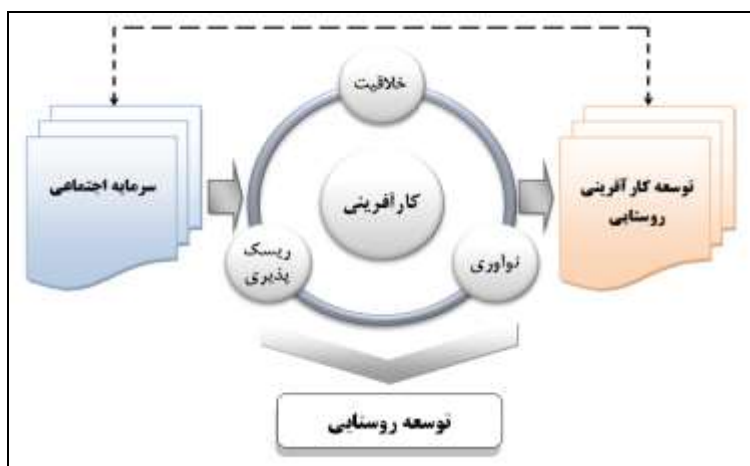 خلاقیت
سرمایه اجتماعی
کارآفرینی
توسعه کارآفرینی
روستایی
ریسک
پذیری
نوآوری
توسعه روستایی